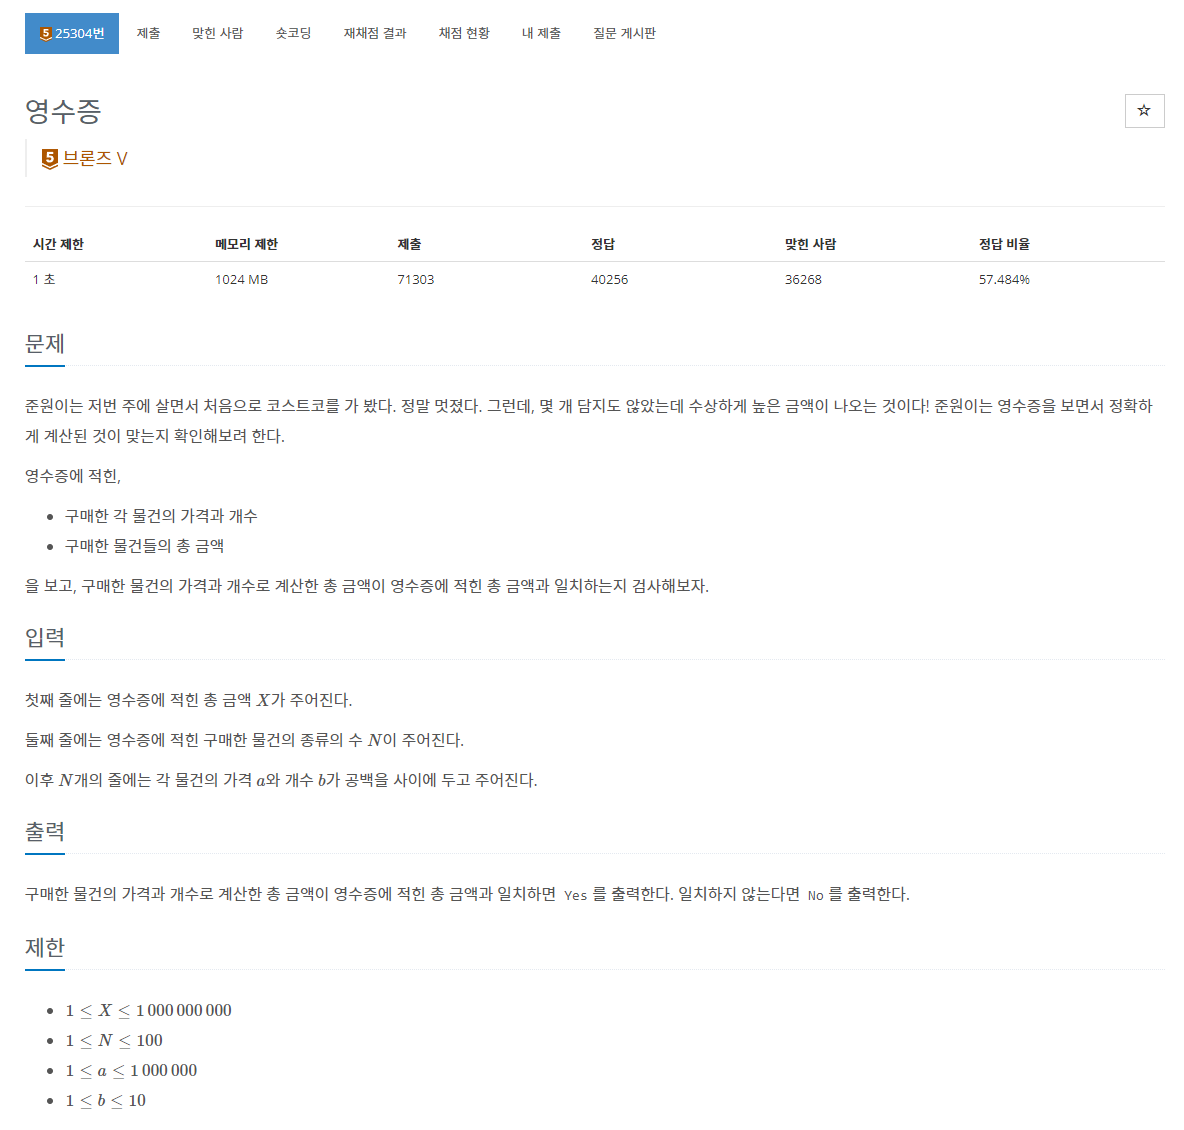 5 25304번 제출 맞힌 사람 숏코딩 재채점 결과 채점 현황 내 제출 질문 게시판
영수증
☆
5 브론즈 V
시간 제한 메모리 제한 제출 정답 맞힌 사람 정답 비율
1 초 1024 MB 71303 40256 36268 57.484%
문제
준원이는 저번 주에 살면서 처음으로 코스트코를 가 봤다. 정말 멋졌다. 그런데, 몇 개 담지도 않았는데 수상하게 높은 금액이 나오는 것이다! 준원이는 영수증을 보면서 정확하
게 계산된 것이 맞는지 확인해보려 한다.
영수증에 적힌,
• 구매한 각 물건의 가격과 개수
• 구매한 물건들의 총 금액
을 보고, 구매한 물건의 가격과 개수로 계산한 총 금액이 영수증에 적힌 총 금액과 일치하는지 검사해보자.
입력
첫째 줄에는 영수증에 적힌 총 금액 X가 주어진다.
둘째 줄에는 영수증에 적힌 구매한 물건의 종류의 수 N이 주어진다.
이후 N개의 줄에는 각 물건의 가격 a와 개수 b가 공백을 사이에 두고 주어진다.
출력
구매한 물건의 가격과 개수로 계산한 총 금액이 영수증에 적힌 총 금액과 일치하면 Yes 를 출력한다. 일치하지 않는다면 No 를 출력한다.
제한
• 1 ≤ X ≤ 1 000 000 000
• 1 ≤ N ≤ 100
• 1 ≤ a ≤ 1 000 000
• 1 ≤ b ≤ 10